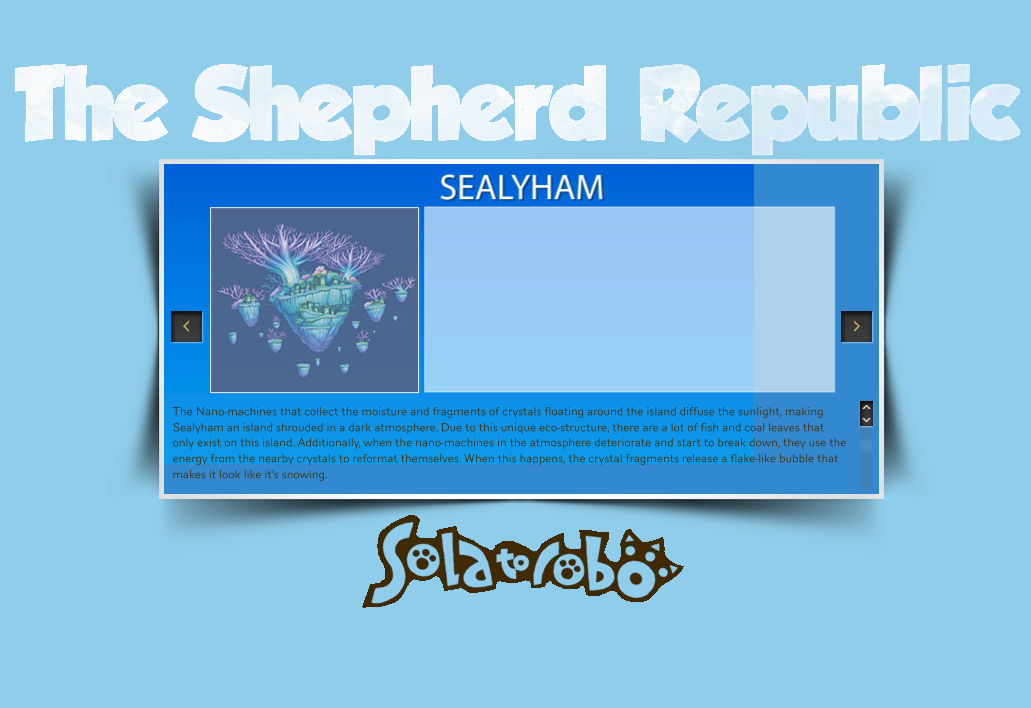 The Shepherd Republic
SEALYHAM
The Nano-machines that collect the moisture and fragments of crystals floating around the island diffuse the sunlight, making
Sealyham an island shrouded in a dark atmosphere. Due to this unique eco-structure, there are a lot of fish and coal leaves that
only exist on this island. Additionally, when the nano-machines in the atmosphere deteriorate and start to break down, they use the
energy from the nearby crystals to reformat themselves. When this happens, the crystal fragments release a flake-like bubble that
makes it look like it's snowing.
Solatorobo